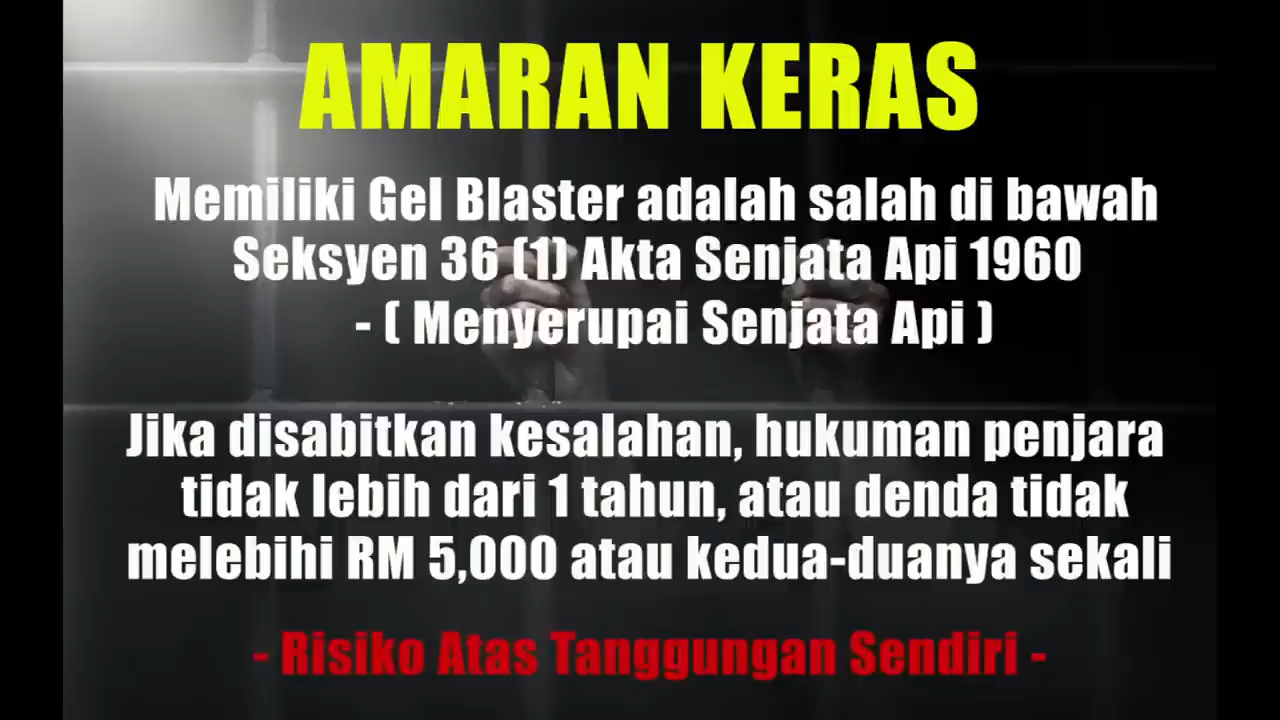 AMARAN KERAS
Memiliki Gel Blaster adalah salah di bawah
Seksyen 36 (1) Akta Senjata Api 1960
- ( Menyerupai Senjata Api )
Jika disabitkan kesalahan, hukuman penjara
tidak lebih dari 1 tahun, atau denda tidak
melebihi RM 5,000 atau kedua-duanya sekali
- Risiko Atas Tanggungan Sendiri -